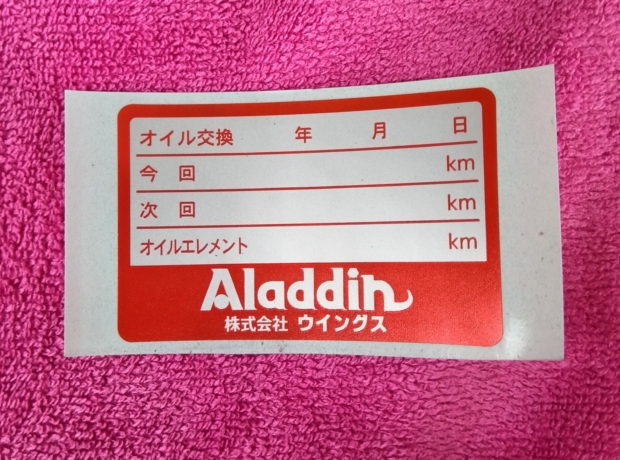 オイル交換 年 月 日
今 回 km
次 回 km
オイルエレメント km
Aladdin
株式会社 ウイングス